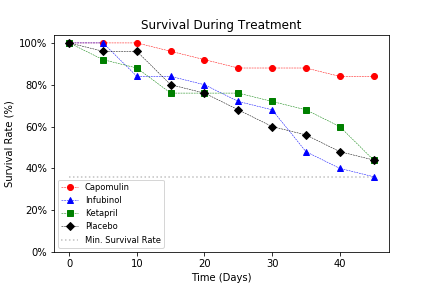 Survival During Treatment
Survival Rate (%)
100%
80%
60%
40%
20%
0%
Capomulin
Infubinol
Ketapril
Placebo
Min. Survival Rate
0
10
20
30
40
Time (Days)